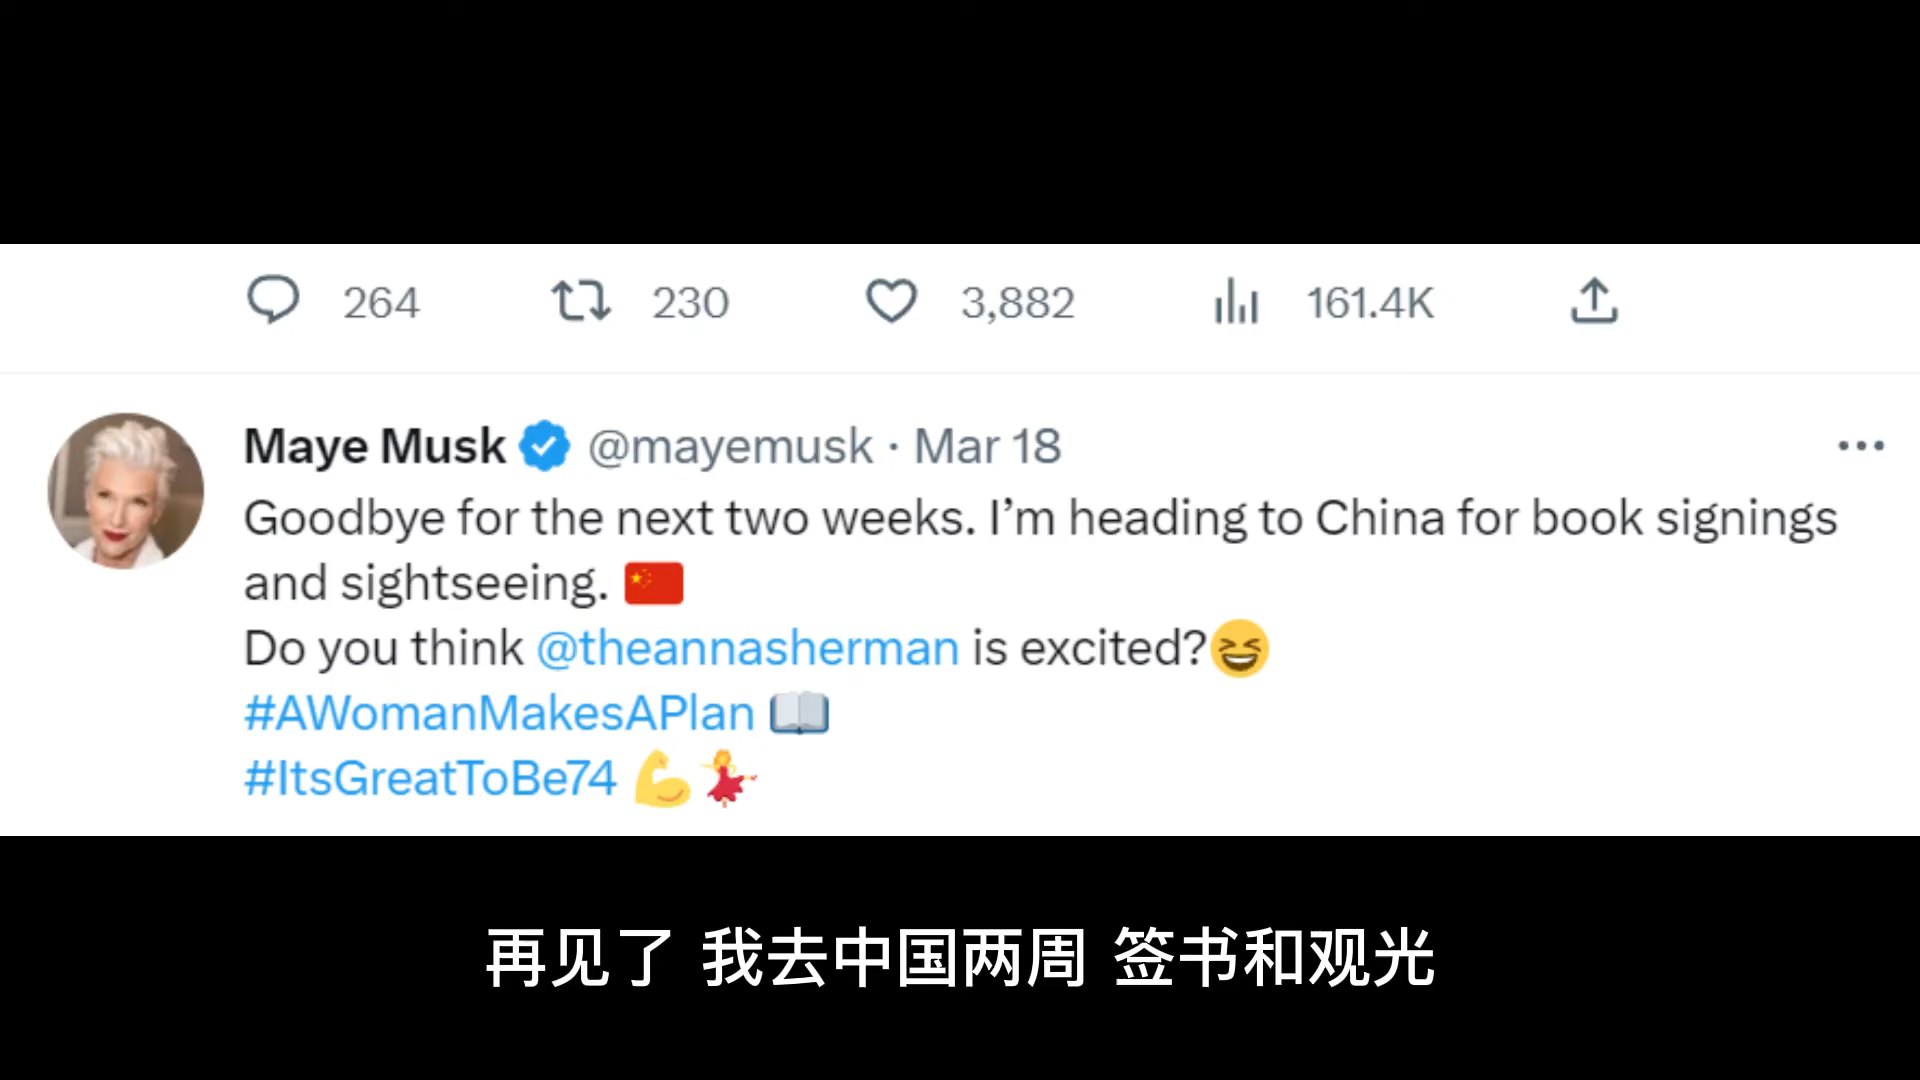 264 230 3,882 161.4K
Maye Musk @mayemusk · Mar 18
Goodbye for the next two weeks. I’m heading to China for book signings
and sightseeing. 🇨🇳
Do you think @theannasherman is excited?😆
#AWomanMakesAPlan 📖
#ItsGreatToBe74 💪💃
再见了 我去中国两周 签书和观光